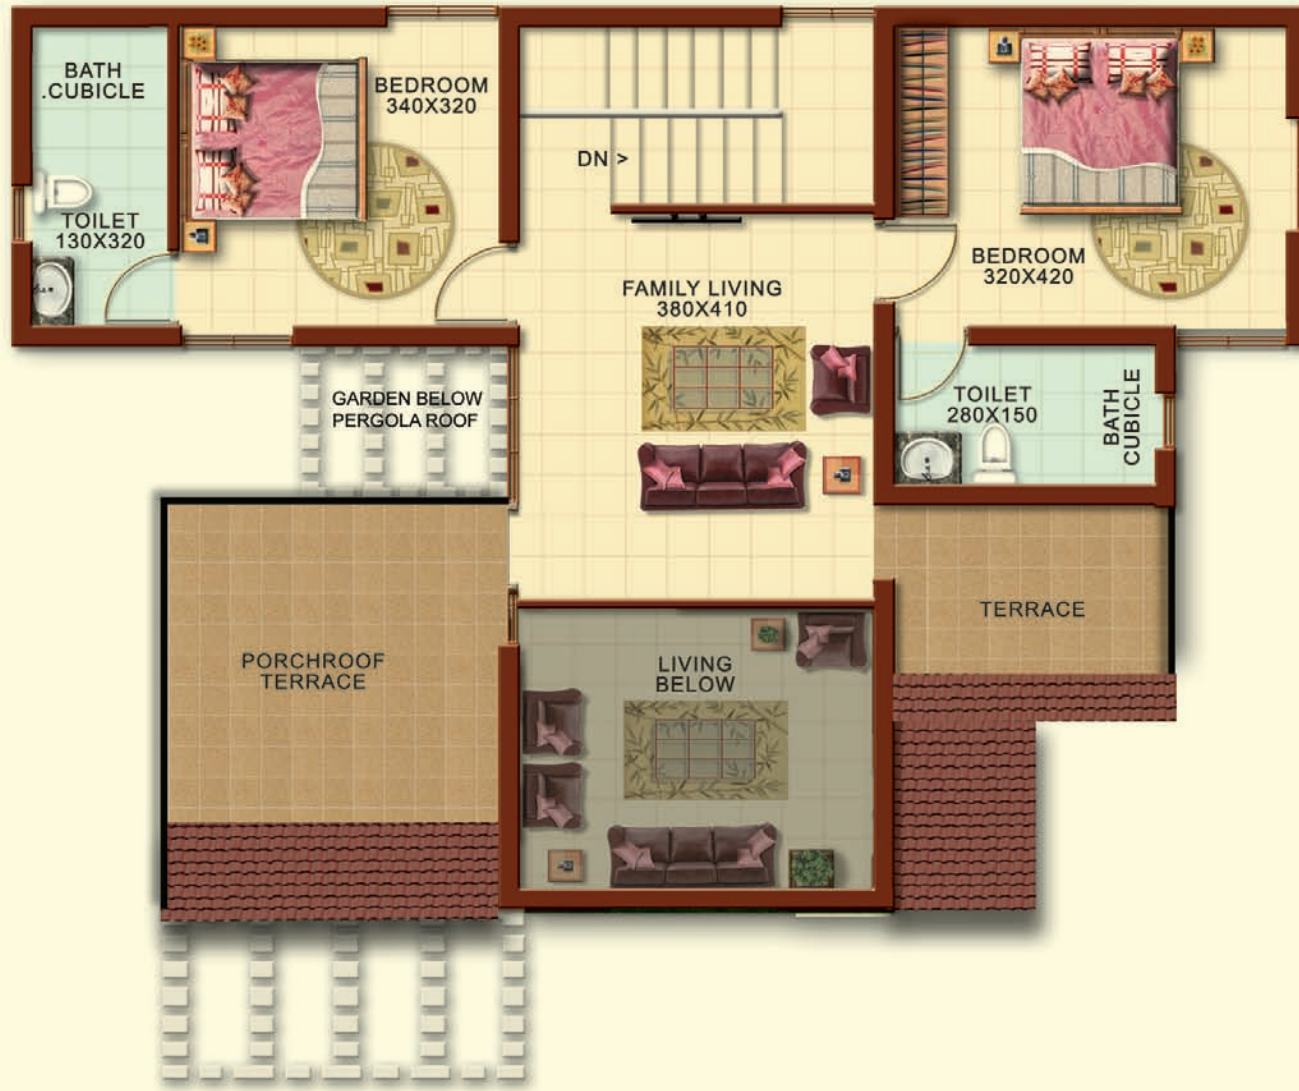 BATH
.CUBICLE
BEDROOM
340X320
DN >
TOILET
130X320
BEDROOM
320X420
FAMILY LIVING
380X410
GARDEN BELOW
PERGOLA ROOF
TOILET
280X150
BATH
CUBICLE
TERRACE
PORCHROOF
TERRACE
LIVING
BELOW